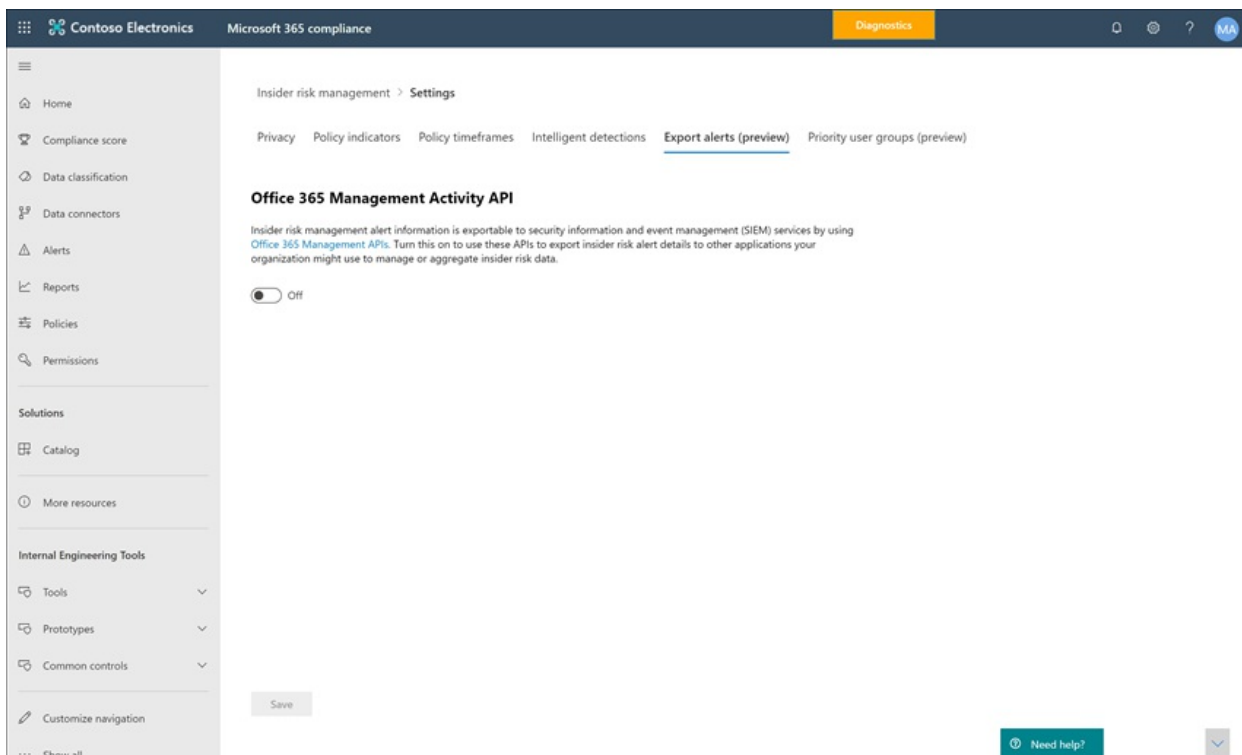 Contoso Electronics
Microsoft 365 compliance
Diagnostics
?
MA
Home
Compliance score
Data classification
Data connectors
Alerts
Reports
Policies
Permissions
Solutions
Catalog
More resources
Internal Engineering Tools
Tools
Prototypes
Common controls
Customize navigation
Show all
Insider risk management > Settings
Privacy Policy indicators Policy timeframes Intelligent detections Export alerts (preview) Priority user groups (preview)
Office 365 Management Activity API
Insider risk management alert information is exportable to security information and event management (SIEM) services by using
Office 365 Management APIs. Turn this on to use these APIs to export insider risk alert details to other applications your
organization might use to manage or aggregate insider risk data.
Off
Save
Need help?